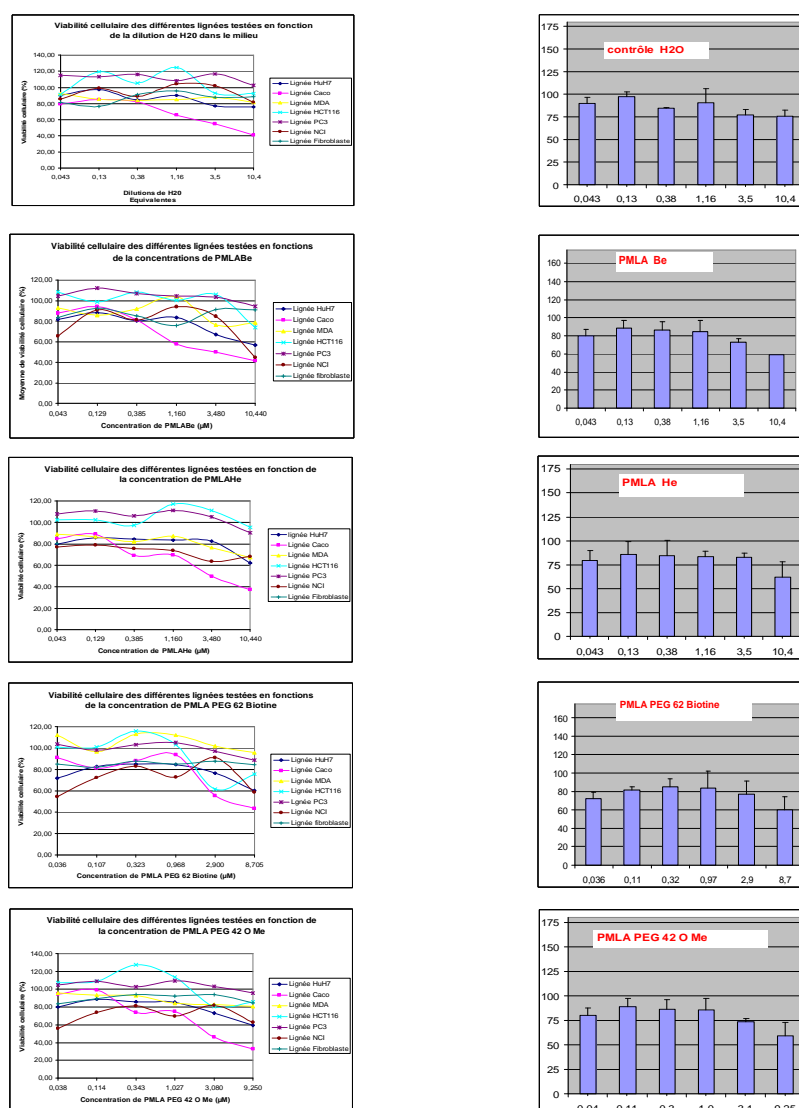 Viabilité cellulaire des différentes lignées testées en fonction
de la dilution de H20 dans le milieu
Viabilité cellulaire (%)
140,00
120,00
100,00
80,00
60,00
40,00
20,00
0,00
0,043 0,13 0,38 1,16 3,5 10,4
Dilutions de H20
Equivalentes
Lignée HuH7
Lignée Caco
Lignée MDA
Lignée HCT116
Lignée PC3
Lignée NCI
Lignée Fibroblaste
contrôle H2O
175
150
125
100
75
50
25
0
0,043 0,13 0,38 1,16 3,5 10,4
Viabilité cellulaire des différentes lignées testées en fonctions
de la concentrations de PMLABe
Moyenne de viabilité cellulaire (%)
120,00
100,00
80,00
60,00
40,00
20,00
0,00
0,043 0,129 0,385 1,160 3,480 10,440
Concentration de PMLABe (µM)
Lignée HuH7
Lignée Caco
Lignée MDA
Lignée HCT116
Lignée PC3
Lignée NCI
Lignée fibroblaste
PMLA Be
160
140
120
100
80
60
40
20
0
0,043 0,13 0,38 1,16 3,5 10,4
Viabilité cellulaire des différentes lignées testées en fonction de
la concentration de PMLAHe
Viabilité cellulaire (%)
120,00
100,00
80,00
60,00
40,00
20,00
0,00
0,043 0,129 0,385 1,160 3,480 10,440
Concentration de PMLAHe (µM)
lignée HuH7
Lignée Caco
Lignée MDA
Lignée HCT116
Lignée PC3
Lignée NCI
Lignée Fibroblaste
PMLA He
175
150
125
100
75
50
25
0
0,043 0,13 0,38 1,16 3,5 10,4
Viabilité cellulaire des différentes lignées testées en fonctions
de la concentration de PMLA PEG 62 Biotine
Viabilité cellulaire (%)
120,00
100,00
80,00
60,00
40,00
20,00
0,00
0,036 0,107 0,323 0,968 2,900 8,705
Concentration de PMLA PEG 62 Biotine (µM)
Lignée HuH7
Lignée Caco
Lignée MDA
Lignée HCT116
Lignée PC3
Lignée NCI
Lignée fibroblaste
PMLA PEG 62 Biotine
160
140
120
100
80
60
40
20
0
0,036 0,11 0,32 0,97 2,9 8,7
Viabilité cellulaire des différentes lignées testées en fonction de
la concentration de PMLA PEG 42 O Me
Viabilité cellulaire (%)
140,00
120,00
100,00
80,00
60,00
40,00
20,00
0,00
0,038 0,114 0,343 1,027 3,080 9,250
Concentration de PMLA PEG 42 O Me (µM)
Lignée HuH7
Lignée Caco
Lignée MDA
Lignée HCT116
Lignée PC3
Lignée NCI
Lignée Fibroblaste
PMLA PEG 42 O Me
175
150
125
100
75
50
25
0
0,04 0,11 0,3 1,0 3,1 9,25